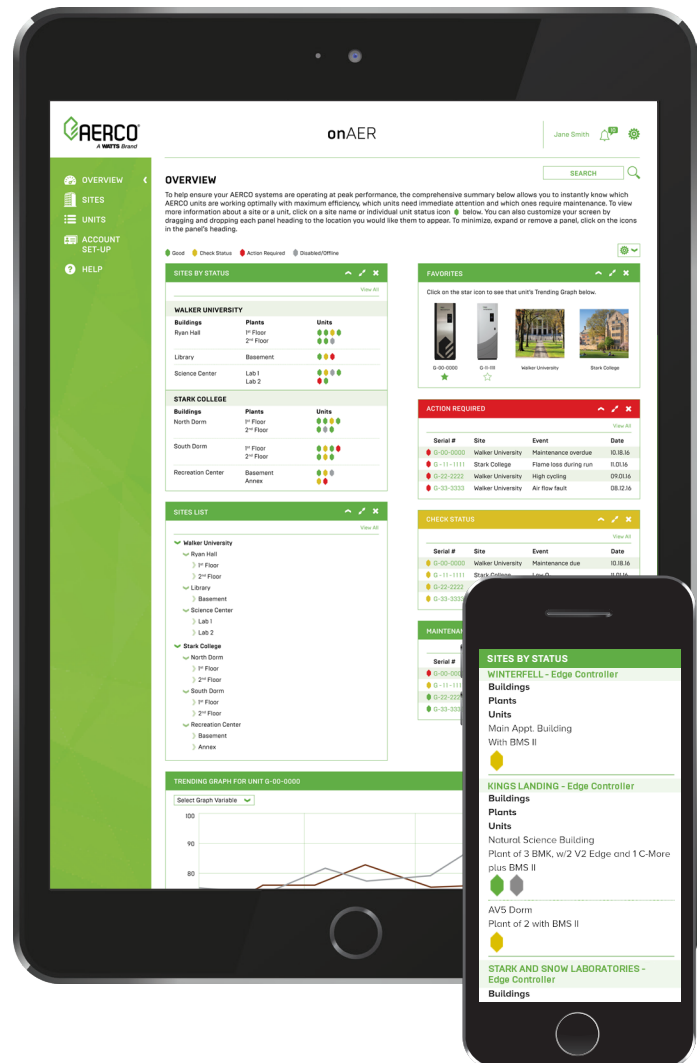 AERCO
A WATTS Brand
onAER
Jane Smith
10
OVERVIEW
SITES
UNITS
ACCOUNT
SET-UP
HELP
SEARCH
OVERVIEW
To help ensure your AERCO systems are operating at peak performance, the comprehensive summary below allows you to instantly know which
AERCO units are working optimally with maximum efficiency, which units need immediate attention and which ones require maintenance. To view
more information about a site or a unit, click on a site name or individual unit status icon below. You can also customize your screen by
dragging and dropping each panel heading to the location you would like them to appear. To minimize, expand or remove a panel, click on the icons
in the panel's heading.
Good Check Status Action Required Disabled/Offline
SITES BY STATUS
View All
WALKER UNIVERSITY
Buildings Plants Units
Ryan Hall 1st Floor
2nd Floor
Library Basement
Science Center Lab 1
Lab 2
STARK COLLEGE
Buildings Plants Units
North Dorm 1st Floor
2nd Floor
South Dorm 1st Floor
2nd Floor
Recreation Center Basement
Annex
SITES LIST
View All
Walker University
Ryan Hall
1st Floor
2nd Floor
Library
Basement
Science Center
Lab 1
Lab 2
Stark College
North Dorm
1st Floor
2nd Floor
South Dorm
1st Floor
2nd Floor
Recreation Center
Basement
Annex
FAVORITES
Click on the star icon to see that unit's Trending Graph below.
G-00-0000 G-11-1111 Walker University Stark College
ACTION REQUIRED
View All
Serial # Site Event Date
G-00-0000 Walker University Maintenance overdue 10.18.16
G-11-1111 Stark College Flame loss during run 11.01.16
G-22-2222 Walker University High cycling 09.01.16
G-33-3333 Walker University Air flow fault 08.12.16
CHECK STATUS
View All
Serial # Site Event Date
G-00-0000 Walker University Maintenance due 10.18.16
G-11-1111 Stark College 11.01.16
G-22-2222
G-33-3333
Serial #
TRENDING GRAPH FOR UNIT G-00-0000
Select Graph Variable
100
90
80
SITES BY STATUS
WINTERFELL - Edge Controller
Buildings
Plants
Units
Main Appt. Building
With BMS II
KINGS LANDING - Edge Controller
Buildings
Plants
Units
Natural Science Building
Plant of 3 BMK, w/2 V2 Edge and 1 C-More
plus BMS II
AV5 Dorm
Plant of 2 with BMS II
STARK AND SNOW LABORATORIES -
Edge Controller
Buildings